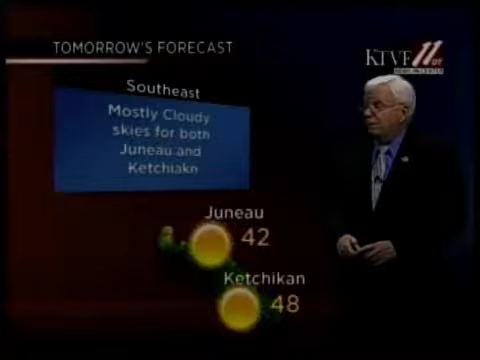 TOMORROW'S FORECAST
KTVF 11
Southeast
Mostly Cloudy
skies for both
Juneau and
Ketchiakn
Juneau
42
Ketchikan
48